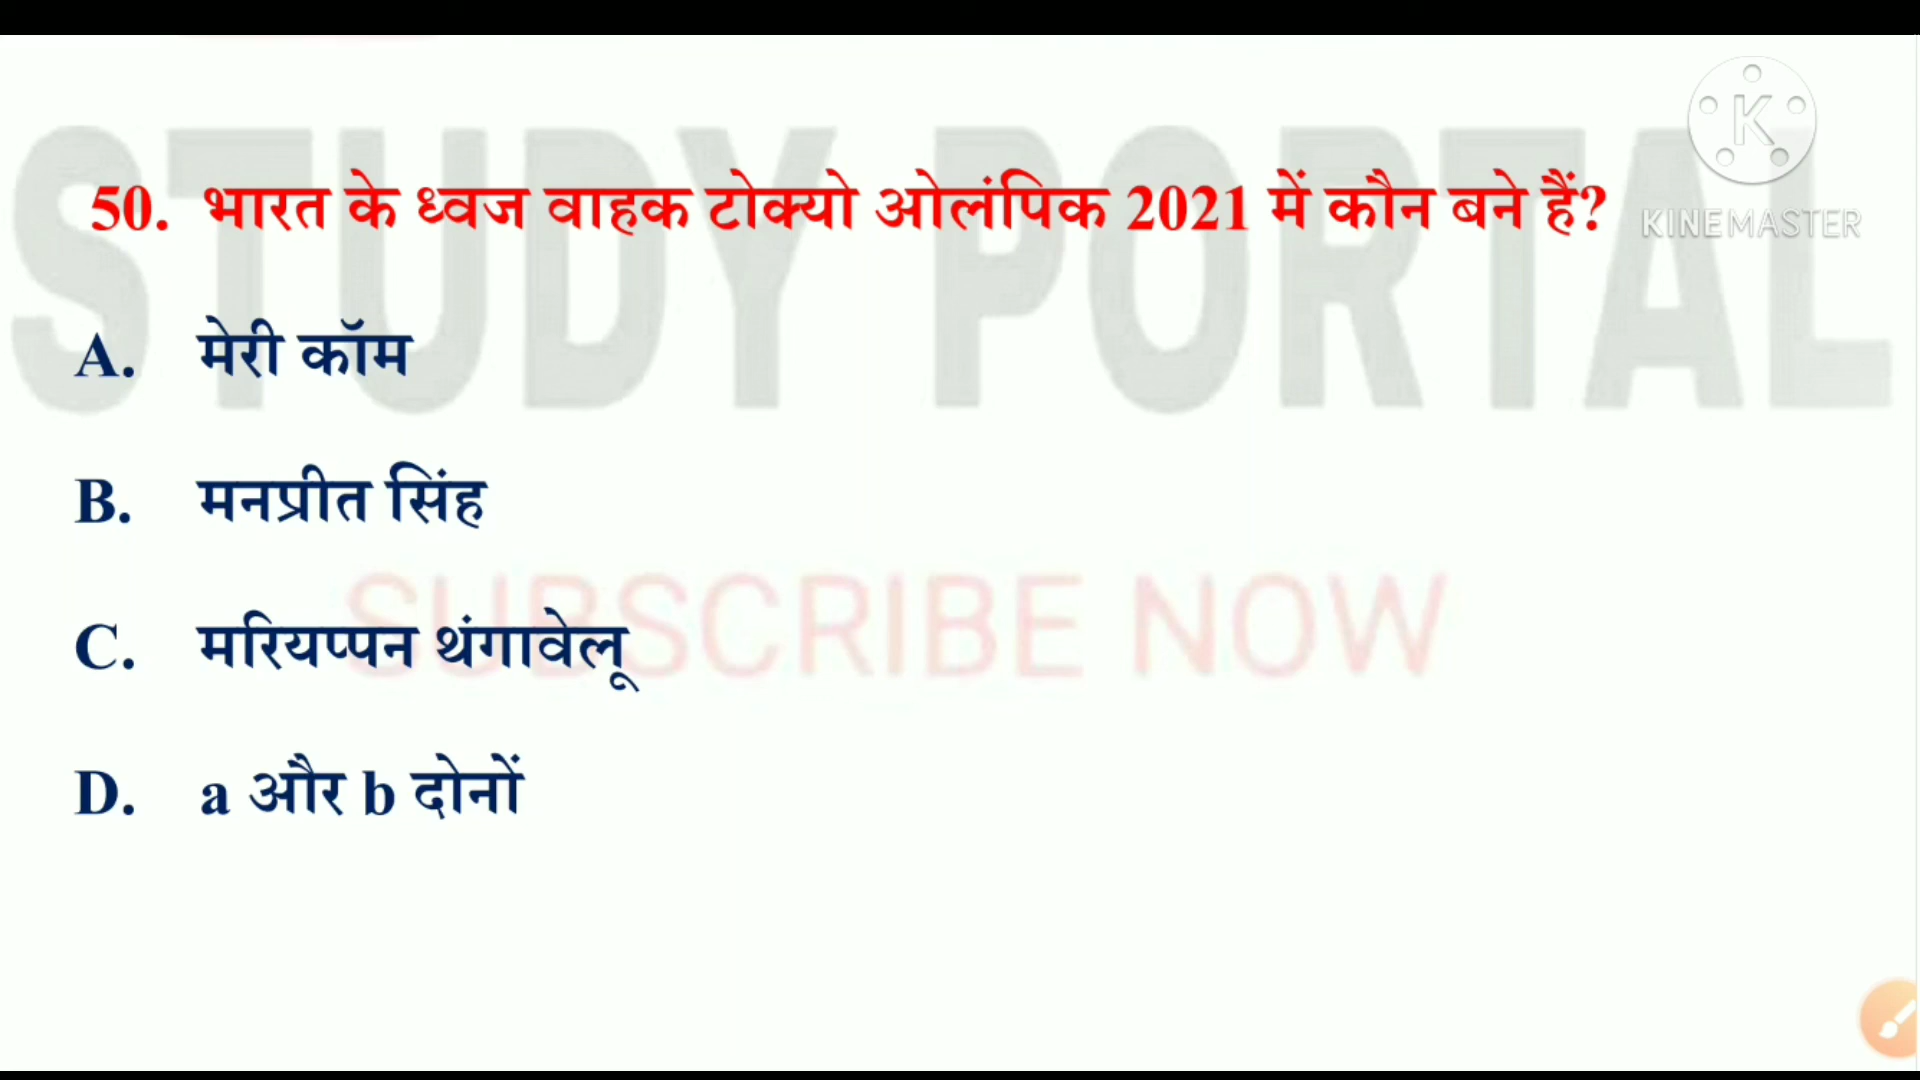 STUDY PORTAL
50. भारत के ध्वज वाहक टोक्यो ओलंपिक 2021 में कौन बने हैं?
K
KINEMASTER
A. मेरी कॉम
B. मनप्रीत सिंह
SUBSCRIBE NOW
C. मरियप्पन थंगावेलू
D. a और b दोनों